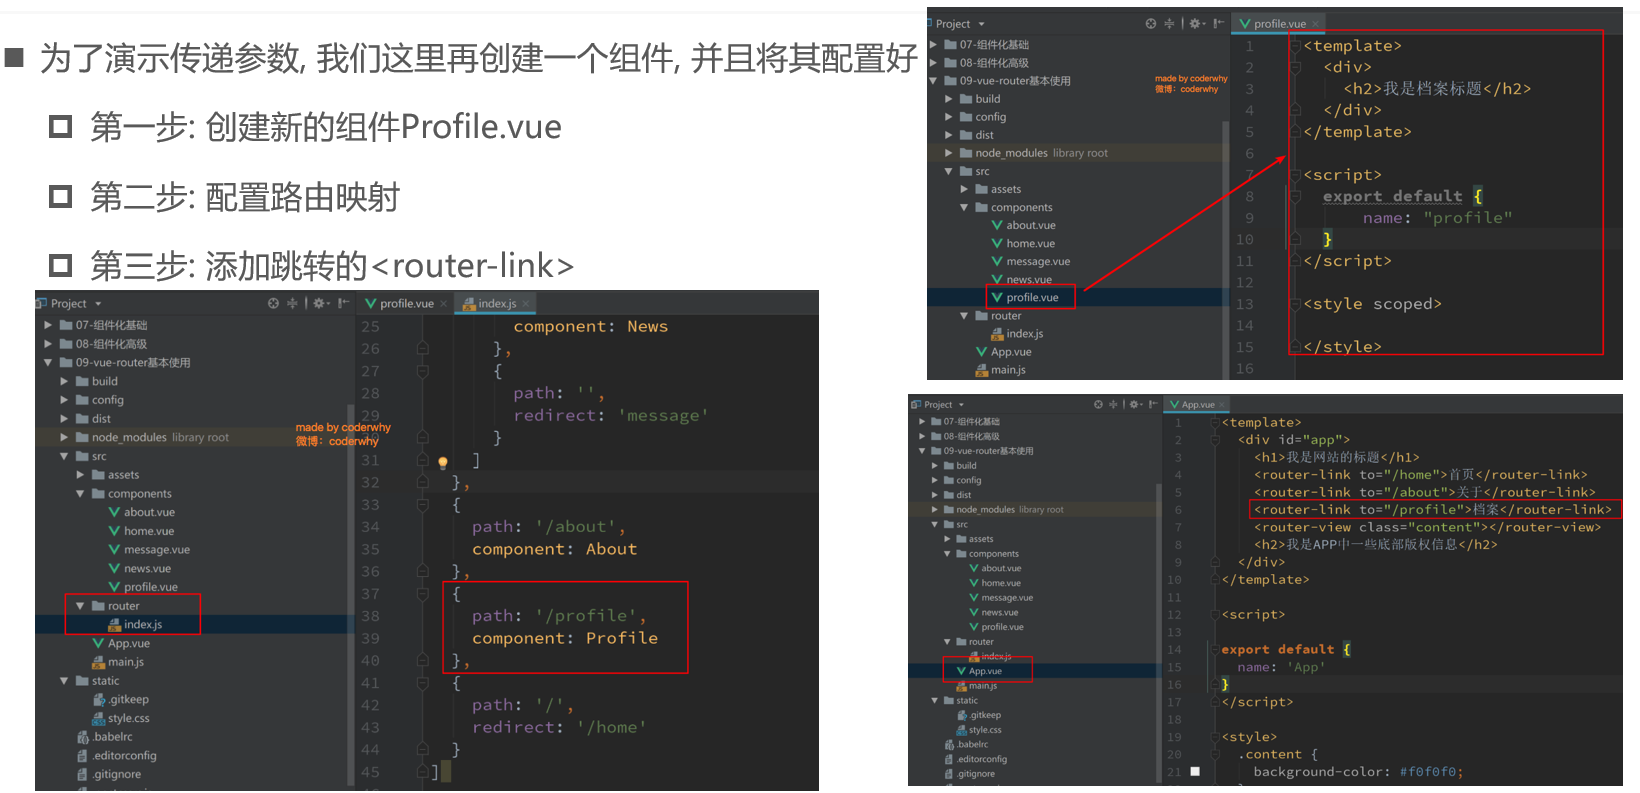 ■ 为了演示传递参数, 我们这里再创建一个组件, 并且将其配置好
第一步: 创建新的组件Profile.vue
第二步: 配置路由映射
第三步: 添加跳转的<router-link>
Project
profile.vue
index.js
07-组件化基础
08-组件化高级
09-vue-router基本使用
build
config
dist
node_modules library root
src
assets
components
about.vue
home.vue
message.vue
news.vue
profile.vue
router
index.js
App.vue
main.js
static
.gitkeep
style.css
.babelrc
.editorconfig
.gitignore
made by coderwhy
微博：coderwhy
25 component: News
26 },
27 {
28 path: '',
29 redirect: 'message'
30 }
31 ]
32 },
33 {
34 path: '/about',
35 component: About
36 },
37 {
38 path: '/profile',
39 component: Profile
40 },
41 {
42 path: '/',
43 redirect: '/home'
44 }
45 ]
Project
profile.vue
07-组件化基础
08-组件化高级
09-vue-router基本使用
build
config
dist
node_modules library root
src
assets
components
about.vue
home.vue
message.vue
news.vue
profile.vue
router
index.js
App.vue
main.js
made by coderwhy
微博：coderwhy
1 <template>
2 <div>
3 <h2>我是档案标题</h2>
4 </div>
5 </template>
6
7 <script>
8 export default {
9 name: "profile"
10 }
11 </script>
12
13 <style scoped>
14
15 </style>
16
Project
App.vue
07-组件化基础
08-组件化高级
09-vue-router基本使用
build
config
dist
node_modules library root
src
assets
components
about.vue
home.vue
message.vue
news.vue
profile.vue
router
index.js
App.vue
main.js
static
.gitkeep
style.css
.babelrc
.editorconfig
.gitignore
1 <template>
2 <div id="app">
3 <h1>我是网站的标题</h1>
4 <router-link to="/home">首页</router-link>
5 <router-link to="/about">关于</router-link>
6 <router-link to="/profile">档案</router-link>
7 <router-view class="content"></router-view>
8 <h2>我是APP中一些底部版权信息</h2>
9 </div>
10 </template>
11
12 <script>
13
14 export default {
15 name: 'App'
16 }
17 </script>
18
19 <style>
20 .content {
21 background-color: #f0f0f0;